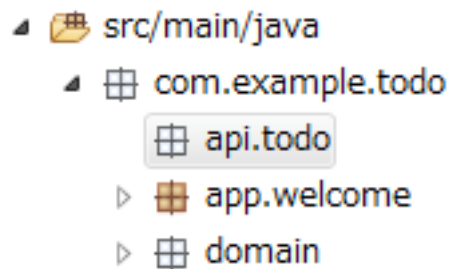 src/main/java
com.example.todo
api.todo
app.welcome
domain